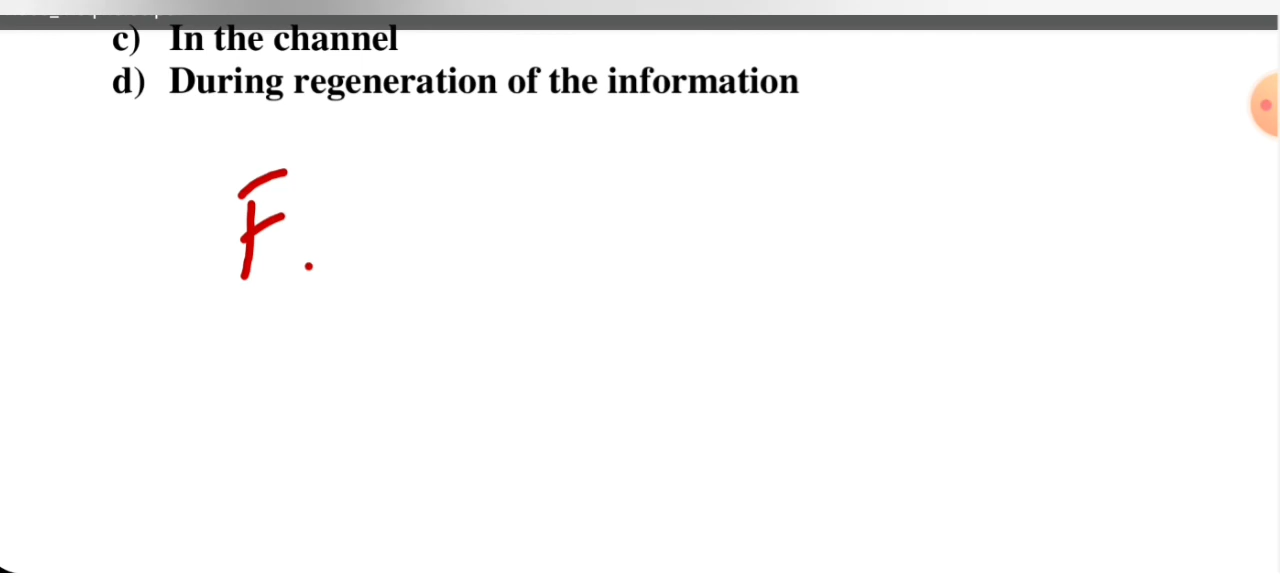 c) In the channel
d) During regeneration of the information
F.